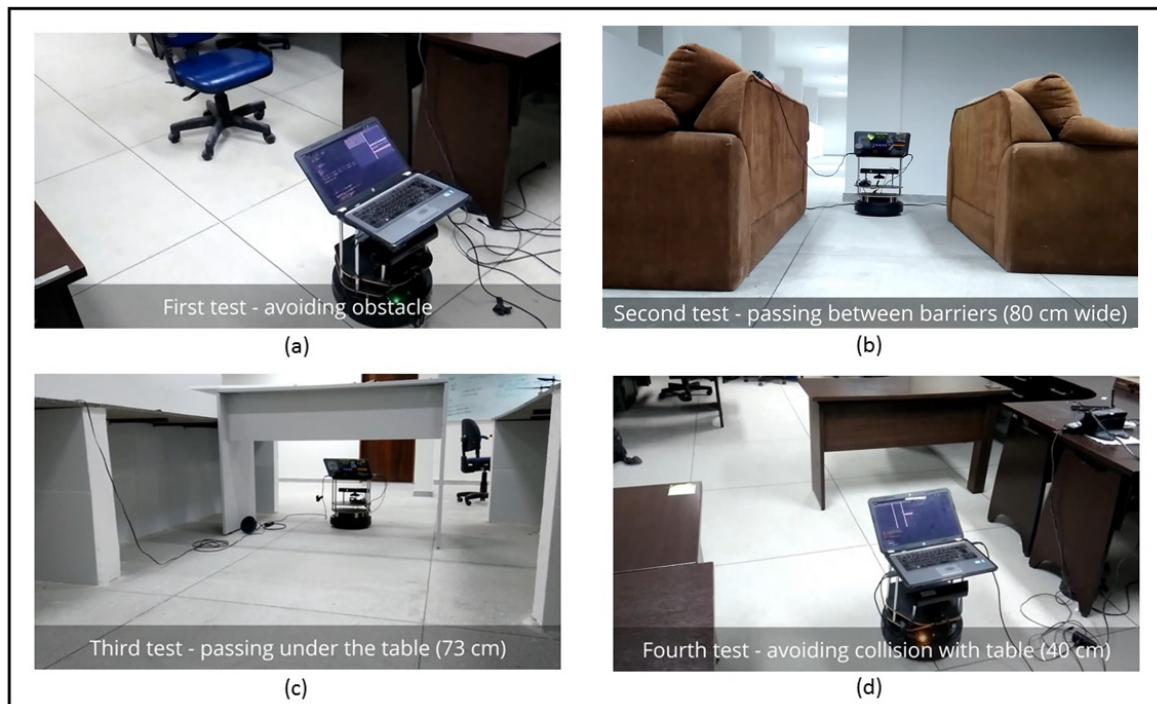 First test - avoiding obstacle
(a)
Second test - passing between barriers (80 cm wide)
(b)
Third test - passing under the table (73 cm)
(c)
Fourth test - avoiding collision with table (40 cm)
(d)